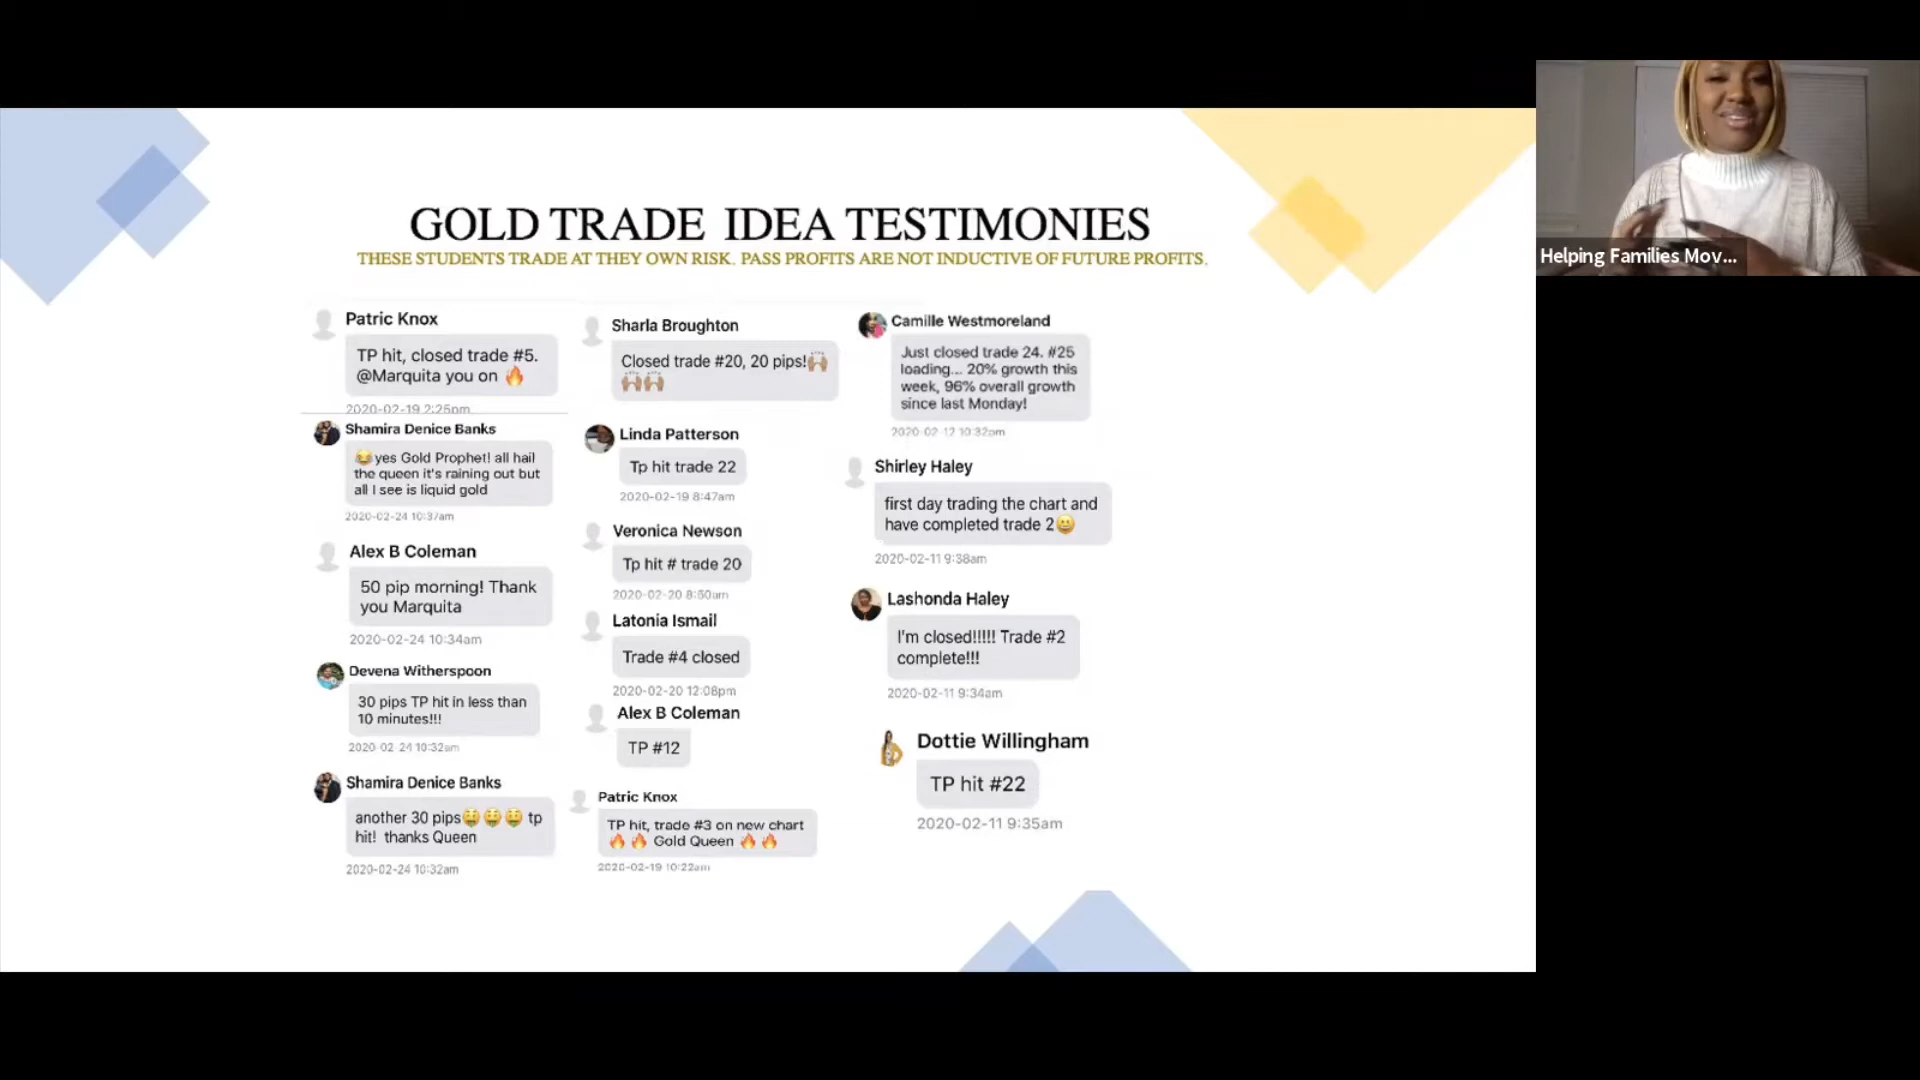 GOLD TRADE IDEA TESTIMONIES
THESE STUDENTS TRADE AT THEY OWN RISK. PASS PROFITS ARE NOT INDUCTIVE OF FUTURE PROFITS.
Patric Knox
TP hit, closed trade #5.
@Marquita you on 🔥
2020-02-19 2:25pm
Shamira Denice Banks
😂yes Gold Prophet! all hail
the queen it's raining out but
all I see is liquid gold
2020-02-24 10:37am
Alex B Coleman
50 pip morning! Thank
you Marquita
2020-02-24 10:34am
Devena Witherspoon
30 pips TP hit in less than
10 minutes!!!
2020-02-24 10:32am
Shamira Denice Banks
another 30 pips🤑🤑🤑 tp
hit! thanks Queen
2020-02-24 10:32am
Sharla Broughton
Closed trade #20, 20 pips!🙌🏽
🙌🏽🙌🏽
Linda Patterson
Tp hit trade 22
2020-02-19 8:47am
Veronica Newson
Tp hit # trade 20
2020-02-20 8:50am
Latonia Ismail
Trade #4 closed
2020-02-20 12:08pm
Alex B Coleman
TP #12
Patric Knox
TP hit, trade #3 on new chart
🔥🔥 Gold Queen 🔥🔥
2020-02-19 10:22am
Camille Westmoreland
Just closed trade 24. #25
loading... 20% growth this
week, 96% overall growth
since last Monday!
2020-02-12 10:32pm
Shirley Haley
first day trading the chart and
have completed trade 2😀
2020-02-11 9:38am
Lashonda Haley
I'm closed!!!!! Trade #2
complete!!!
2020-02-11 9:34am
Dottie Willingham
TP hit #22
2020-02-11 9:35am
Helping Families Mov...